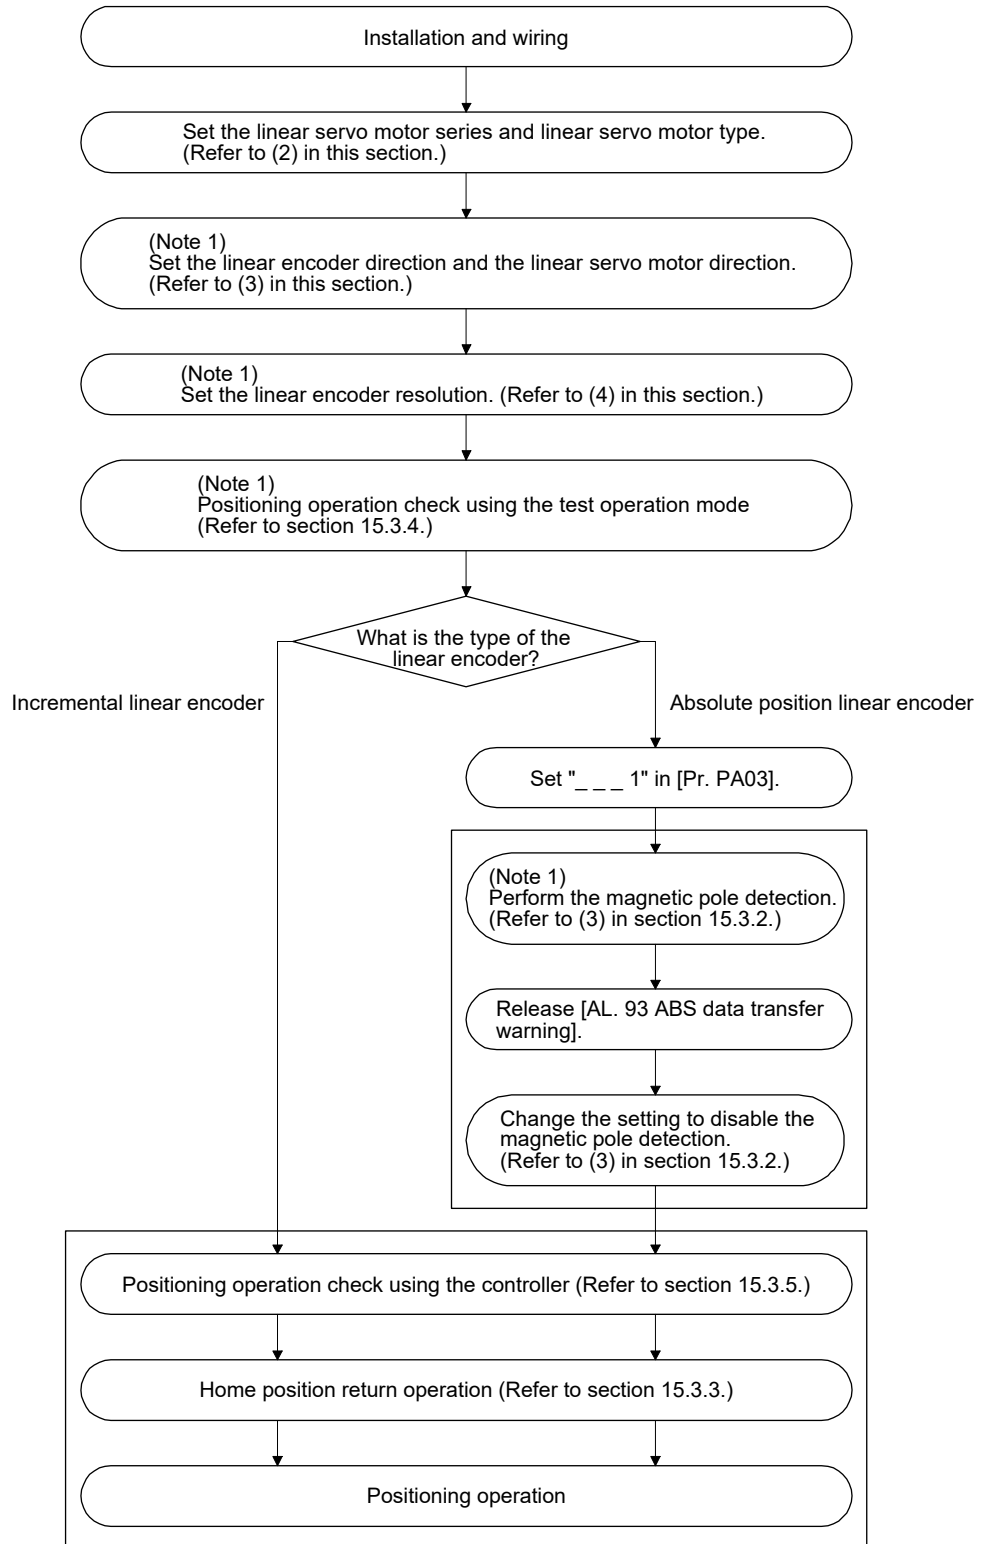 Installation and wiring
Set the linear servo motor series and linear servo motor type.
(Refer to (2) in this section.)
(Note 1)
Set the linear encoder direction and the linear servo motor direction.
(Refer to (3) in this section.)
(Note 1)
Set the linear encoder resolution. (Refer to (4) in this section.)
(Note 1)
Positioning operation check using the test operation mode
(Refer to section 15.3.4.)
What is the type of the
linear encoder?
Incremental linear encoder
Absolute position linear encoder
Set "_ _ _ 1" in [Pr. PA03].
(Note 1)
Perform the magnetic pole detection.
(Refer to (3) in section 15.3.2.)
Release [AL. 93 ABS data transfer
warning].
Change the setting to disable the
magnetic pole detection.
(Refer to (3) in section 15.3.2.)
Positioning operation check using the controller (Refer to section 15.3.5.)
Home position return operation (Refer to section 15.3.3.)
Positioning operation